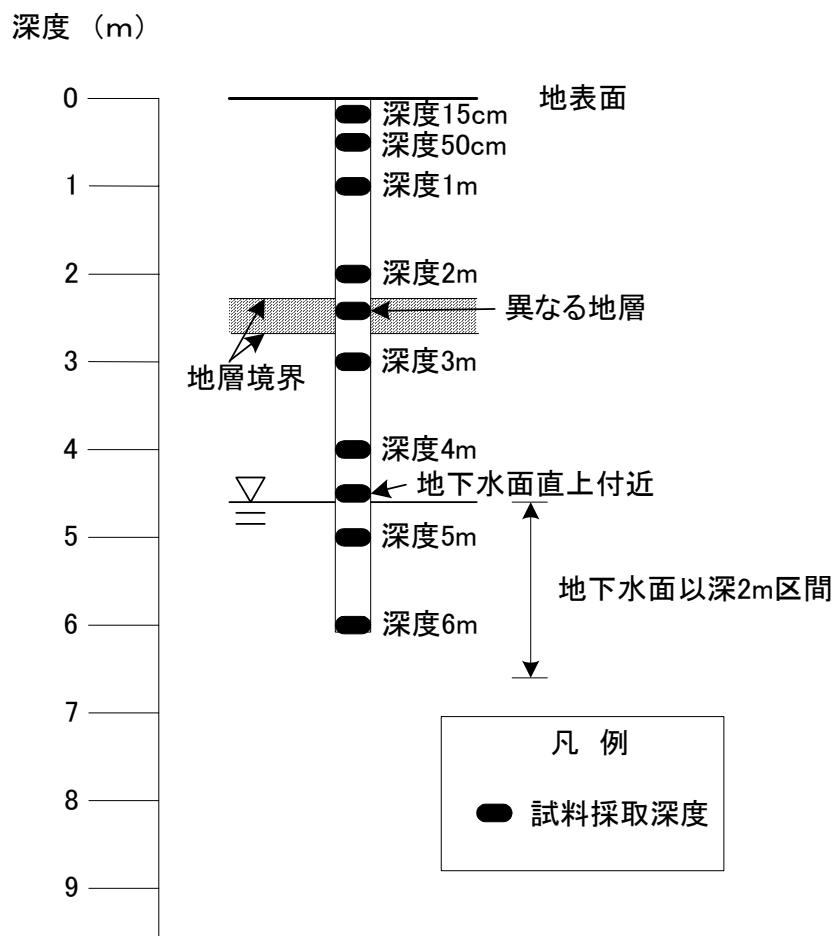 深度 （m）
0
地表面
深度15cm
深度50cm
1
深度1m
2
深度2m
異なる地層
3
深度3m
地層境界
4
深度4m
地下水面直上付近
5
深度5m
地下水面以深2m区間
6
深度6m
7
凡 例
8
試料採取深度
9